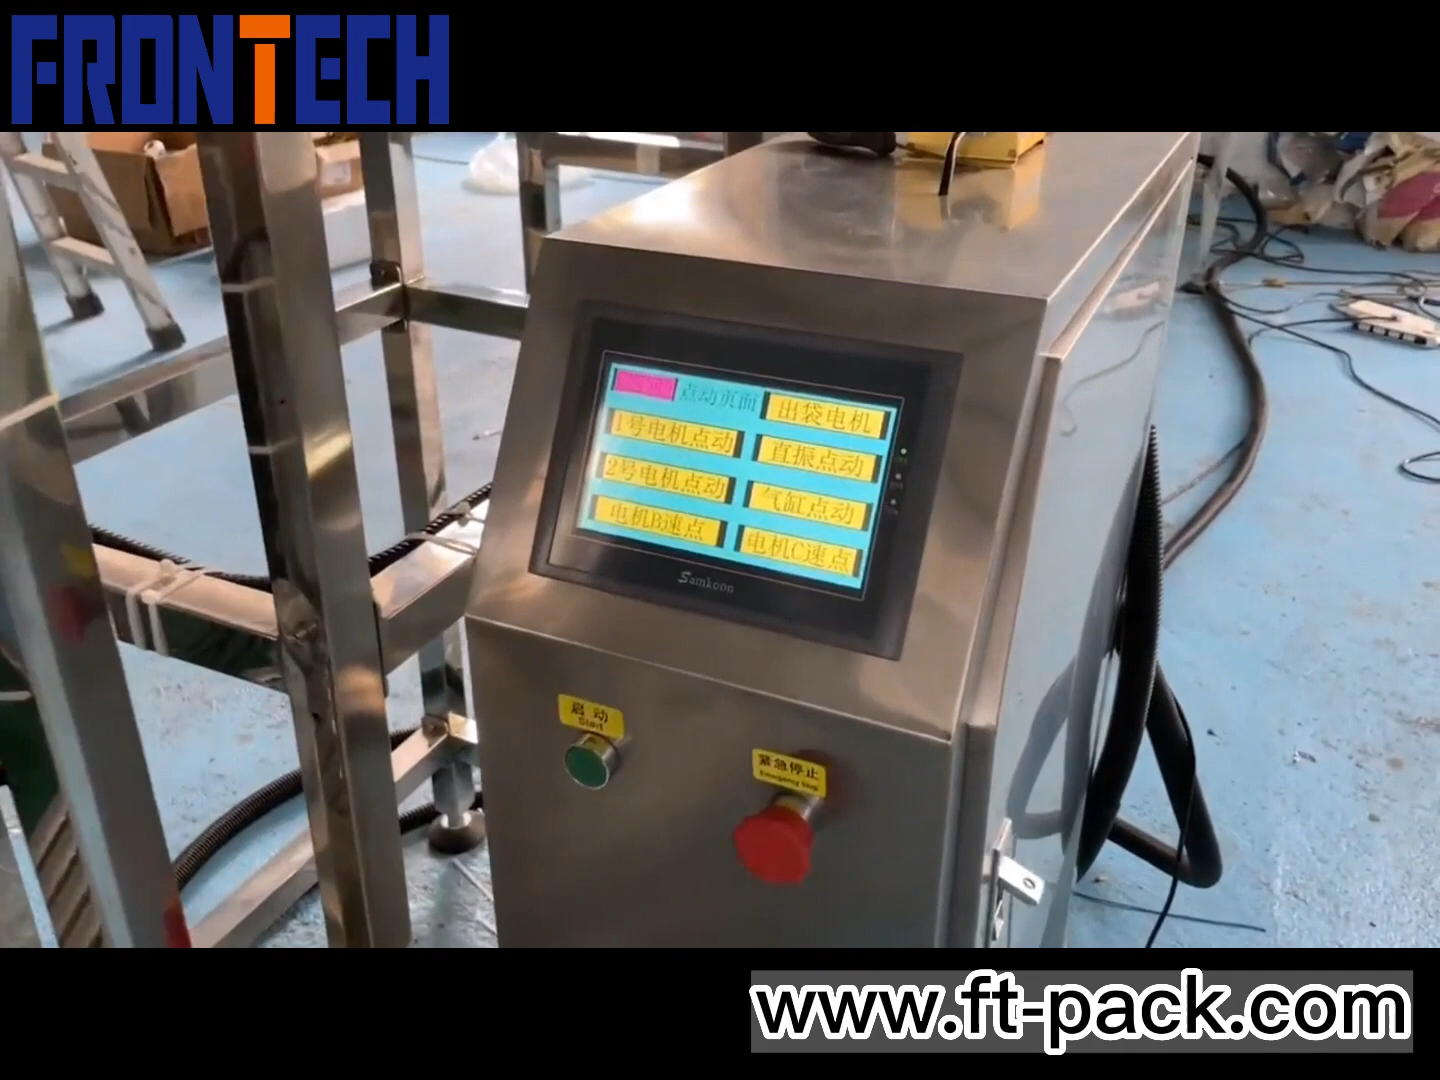 FRONTECH
点动页面
出袋电机
1号电机点动
直振点动
2号电机点动
气缸点动
电机B速点
电机C速点
Samkoon
启动
Start
紧急停止
Emergency Stop
www.ft-pack.com